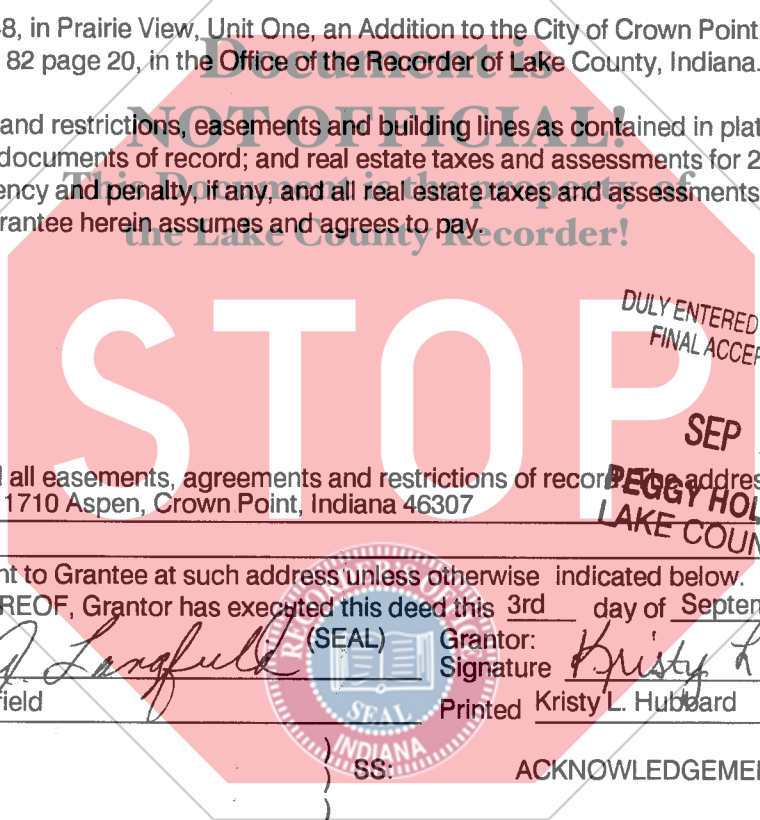 8, in Prairie View, Unit One, an Addition to the City of Crown Point
82 page 20, in the Office of the Recorder of Lake County, Indiana.
Document is
NOT OFFICIAL!
This Document is the property of
the Lake County Recorder!
and restrictions, easements and building lines as contained in plat
documents of record; and real estate taxes and assessments for 2
ency and penalty, if any, and all real estate taxes and assessments
rantee herein assumes and agrees to pay.
STOP
DULY ENTERED
FINAL ACCEP
SEP
PEGGY HOL
LAKE COUN
all easements, agreements and restrictions of record. The addres
1710 Aspen, Crown Point, Indiana 46307
nt to Grantee at such address unless otherwise indicated below.
REOF, Grantor has executed this deed this 3rd day of Septem
(SEAL) Grantor:
Langfield Signature Kristy L
field Printed Kristy L. Hubbard
RECORDER'S OFFICE
SEAL
INDIANA
) SS: ACKNOWLEDGEMEN
)
)